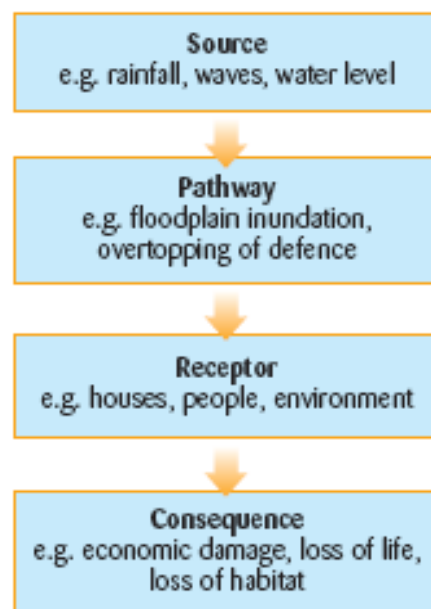 Source
e.g. rainfall, waves, water level
Pathway
e.g. floodplain inundation,
overtopping of defence
Receptor
e.g. houses, people, environment
Consequence
e.g. economic damage, loss of life,
loss of habitat